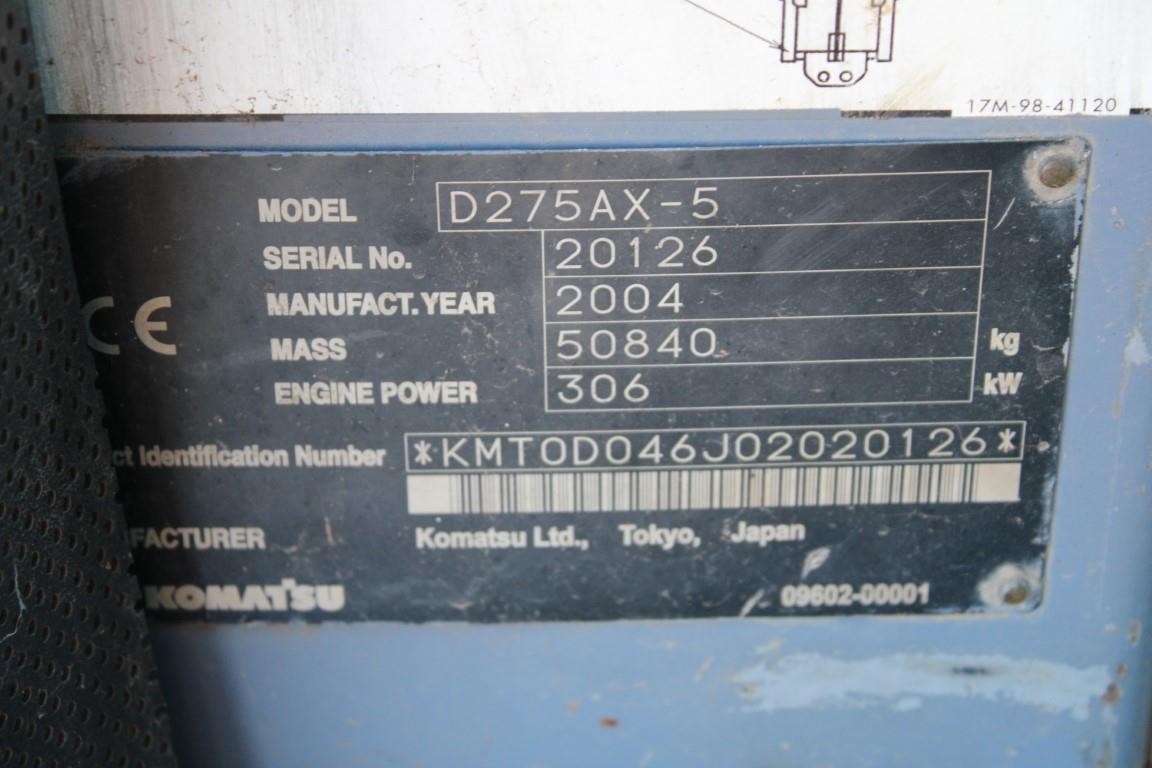 17M-98-41120
MODEL D275AX-5
SERIAL No. 20126
MANUFACT. YEAR 2004
CE
MASS 50840 kg
ENGINE POWER 306 kW
ct Identification Number *KMT0D046J02020126*
FACTURER Komatsu Ltd., Tokyo, Japan
KOMATSU 09602-00001